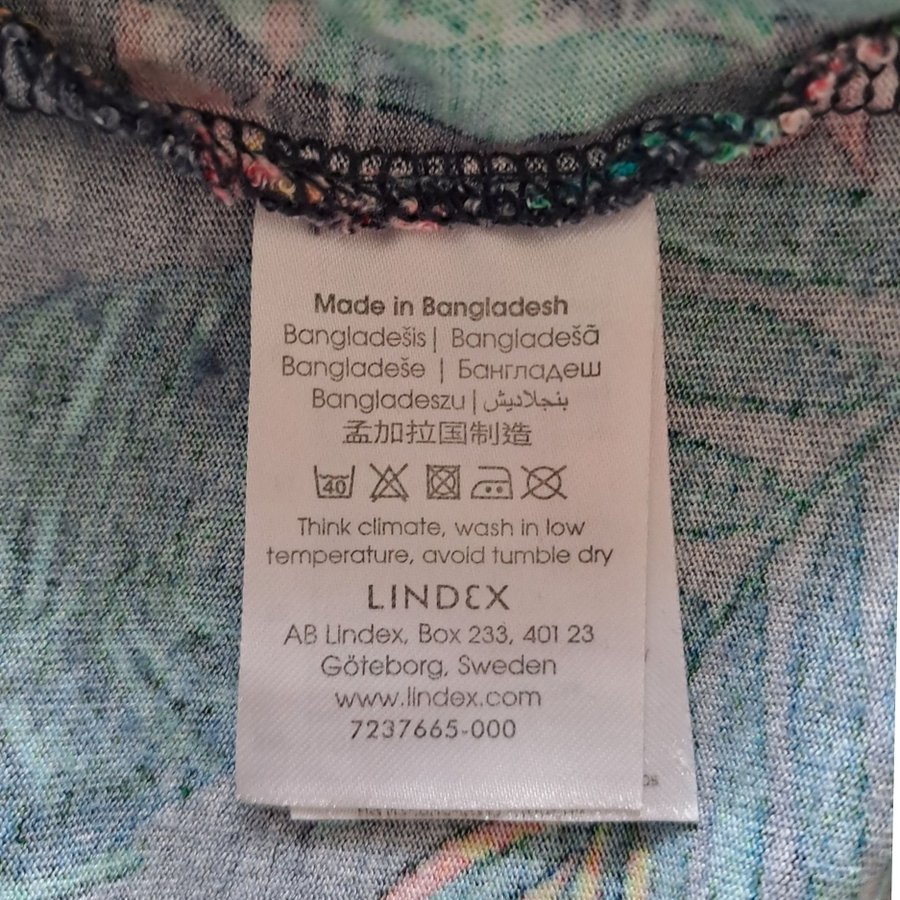 Made in Bangladesh
Bangladešis | Bangladešā
Bangladeše | Бангладеш
Bangladeszu | بنجلاديش
孟加拉国制造
40
Think climate, wash in low
temperature, avoid tumble dry
LINDEX
AB Lindex, Box 233, 401 23
Göteborg, Sweden
www.lindex.com
7237665-000